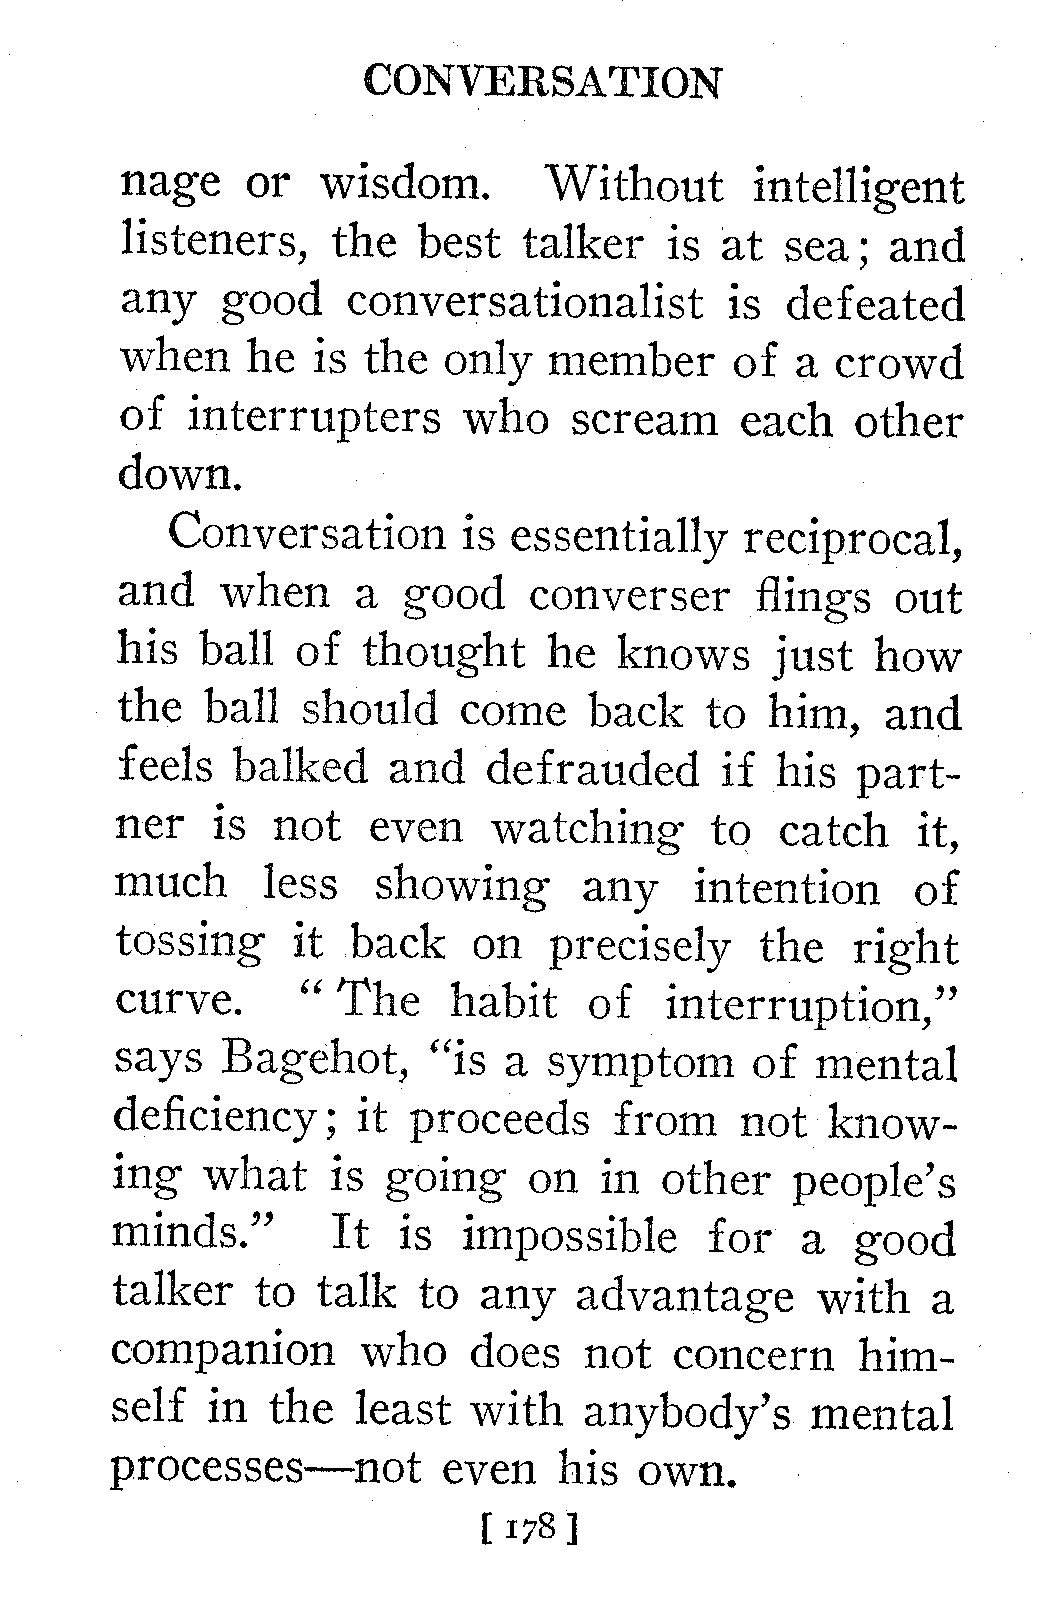 CONVERSATION
nage or wisdom. Without intelligent
listeners, the best talker is at sea; and
any good conversationalist is defeated
when he is the only member of a crowd
of interrupters who scream each other
down.
Conversation is essentially reciprocal,
and when a good converser flings out
his ball of thought he knows just how
the ball should come back to him, and
feels balked and defrauded if his part-
ner is not even watching to catch it,
much less showing any intention of
tossing it back on precisely the right
curve. “The habit of interruption,”
says Bagehot, “is a symptom of mental
deficiency; it proceeds from not know-
ing what is going on in other people’s
minds.” It is impossible for a good
talker to talk to any advantage with a
companion who does not concern him-
self in the least with anybody’s mental
processes—not even his own.
[ 178 ]